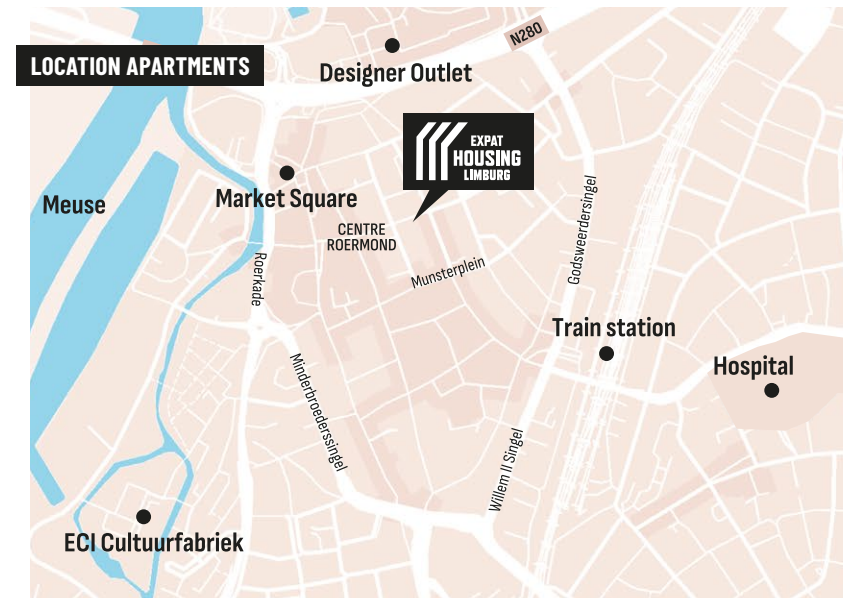 N280
LOCATION APARTMENTS
Designer Outlet
EXPAT
HOUSING
LIMBURG
Market Square
Meuse
CENTRE
ROERMOND
Godsweerdersingel
Roerkade
Munsterplein
Train station
Hospital
Minderbroederssingel
Willem II Singel
ECI Cultuurfabriek